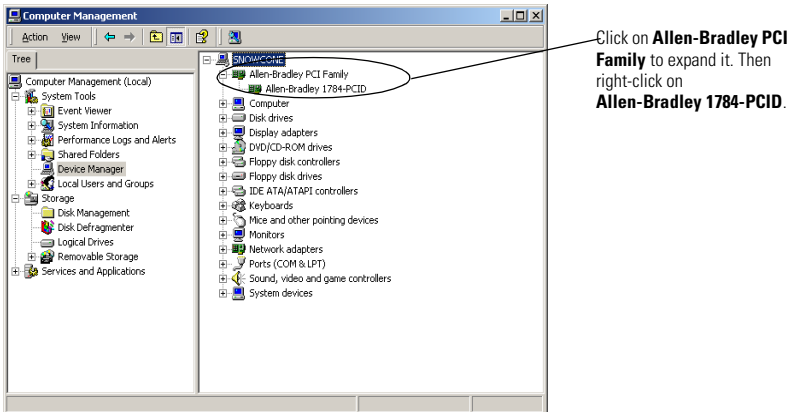 Computer Management
Action View
Tree
Computer Management (Local)
System Tools
Event Viewer
System Information
Performance Logs and Alerts
Shared Folders
Device Manager
Local Users and Groups
Storage
Disk Management
Disk Defragmenter
Logical Drives
Removable Storage
Services and Applications
SNOWCONE
Allen-Bradley PCI Family
Allen-Bradley 1784-PCID
Computer
Disk drives
Display adapters
DVD/CD-ROM drives
Floppy disk controllers
Floppy disk drives
IDE ATA/ATAPI controllers
Keyboards
Mice and other pointing devices
Monitors
Network adapters
Ports (COM & LPT)
Sound, video and game controllers
System devices
Click on Allen-Bradley PCI
Family to expand it. Then
right-click on
Allen-Bradley 1784-PCID.